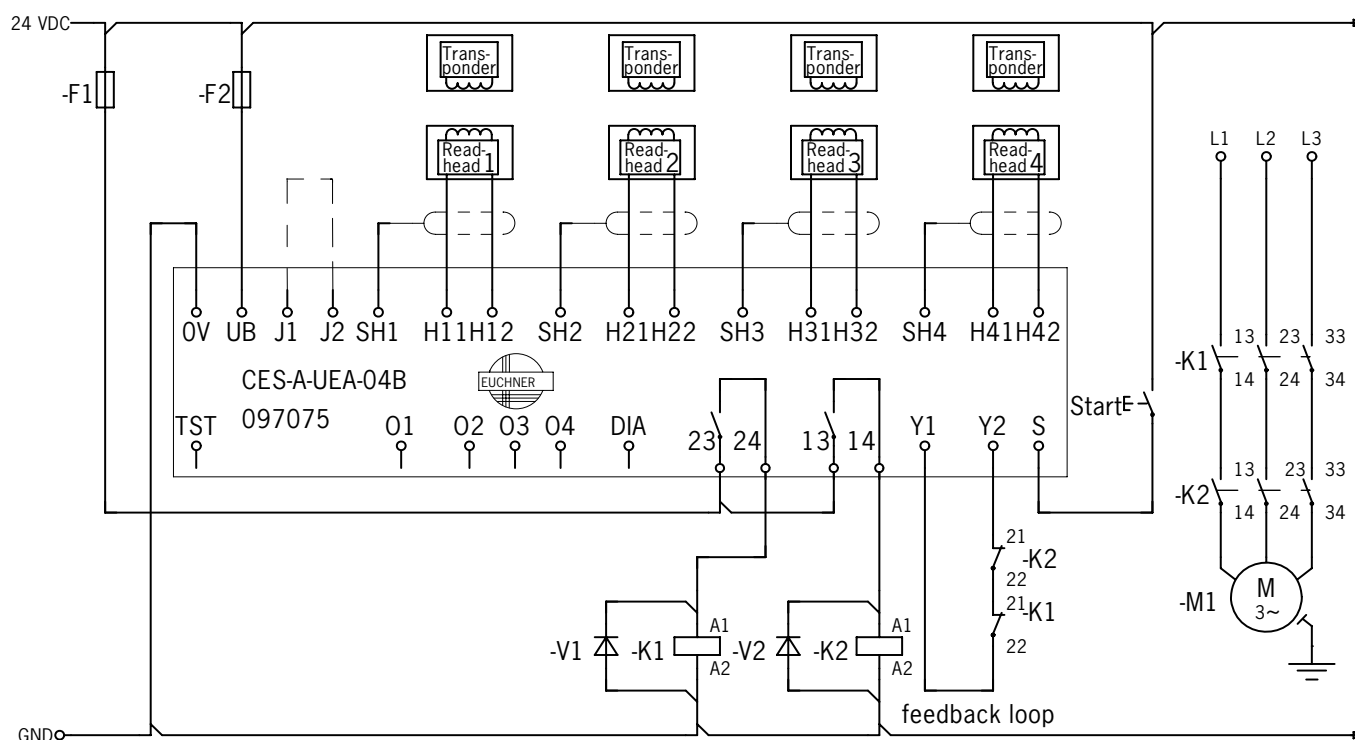 24 VDC
-F1
-F2
Trans-
ponder
Trans-
ponder
Trans-
ponder
Trans-
ponder
Read-
head 1
Read-
head 2
Read-
head 3
Read-
head 4
L1 L2 L3
0V UB J1 J2 SH1 H11 H12 SH2 H21 H22 SH3 H31 H32 SH4 H41 H42
CES-A-UEA-04B
097075
EUCHNER
TST O1 O2 O3 O4 DIA 23 24 13 14 Y1 Y2 S
Start
-K1
13 23 33
14 24 34
-K2
13 23 33
14 24 34
21
-K2
22
21
-K1
22
-V1
-K1
A1
A2
-V2
-K2
A1
A2
-M1
M
3~
feedback loop
GND